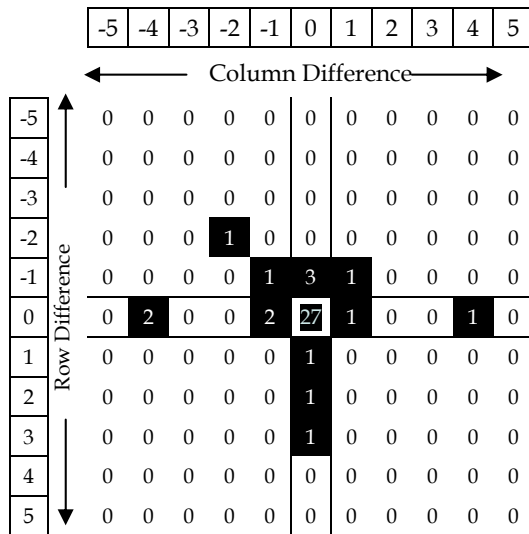 -5 -4 -3 -2 -1 0 1 2 3 4 5
Column Difference
Row Difference
-5 0 0 0 0 0 0 0 0 0 0 0
-4 0 0 0 0 0 0 0 0 0 0 0
-3 0 0 0 0 0 0 0 0 0 0 0
-2 0 0 0 1 0 0 0 0 0 0 0
-1 0 0 0 0 1 3 1 0 0 0 0
0 0 2 0 0 2 27 1 0 0 1 0
1 0 0 0 0 0 1 0 0 0 0 0
2 0 0 0 0 0 1 0 0 0 0 0
3 0 0 0 0 0 1 0 0 0 0 0
4 0 0 0 0 0 0 0 0 0 0 0
5 0 0 0 0 0 0 0 0 0 0 0